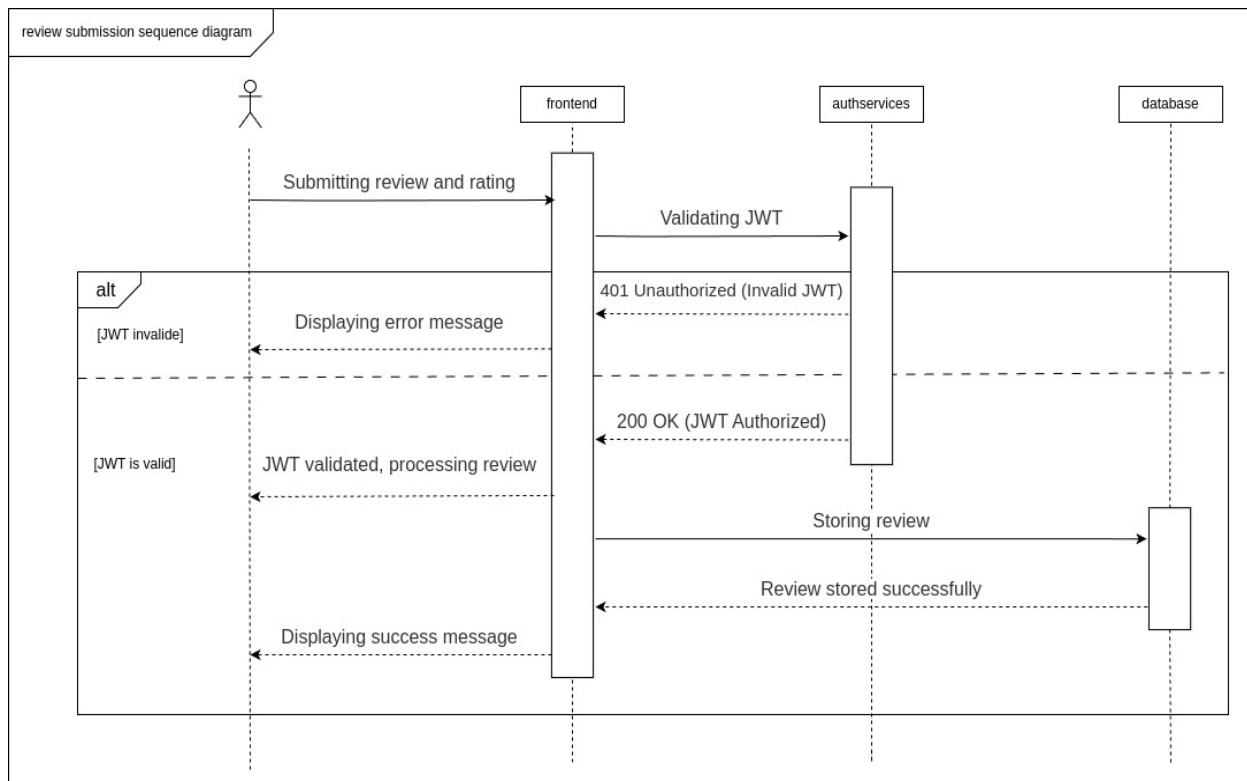 review submission sequence diagram
frontend
authservices
database
Submitting review and rating
Validating JWT
alt
401 Unauthorized (Invalid JWT)
Displaying error message
[JWT invalide]
200 OK (JWT Authorized)
[JWT is valid]
JWT validated, processing review
Storing review
Review stored successfully
Displaying success message